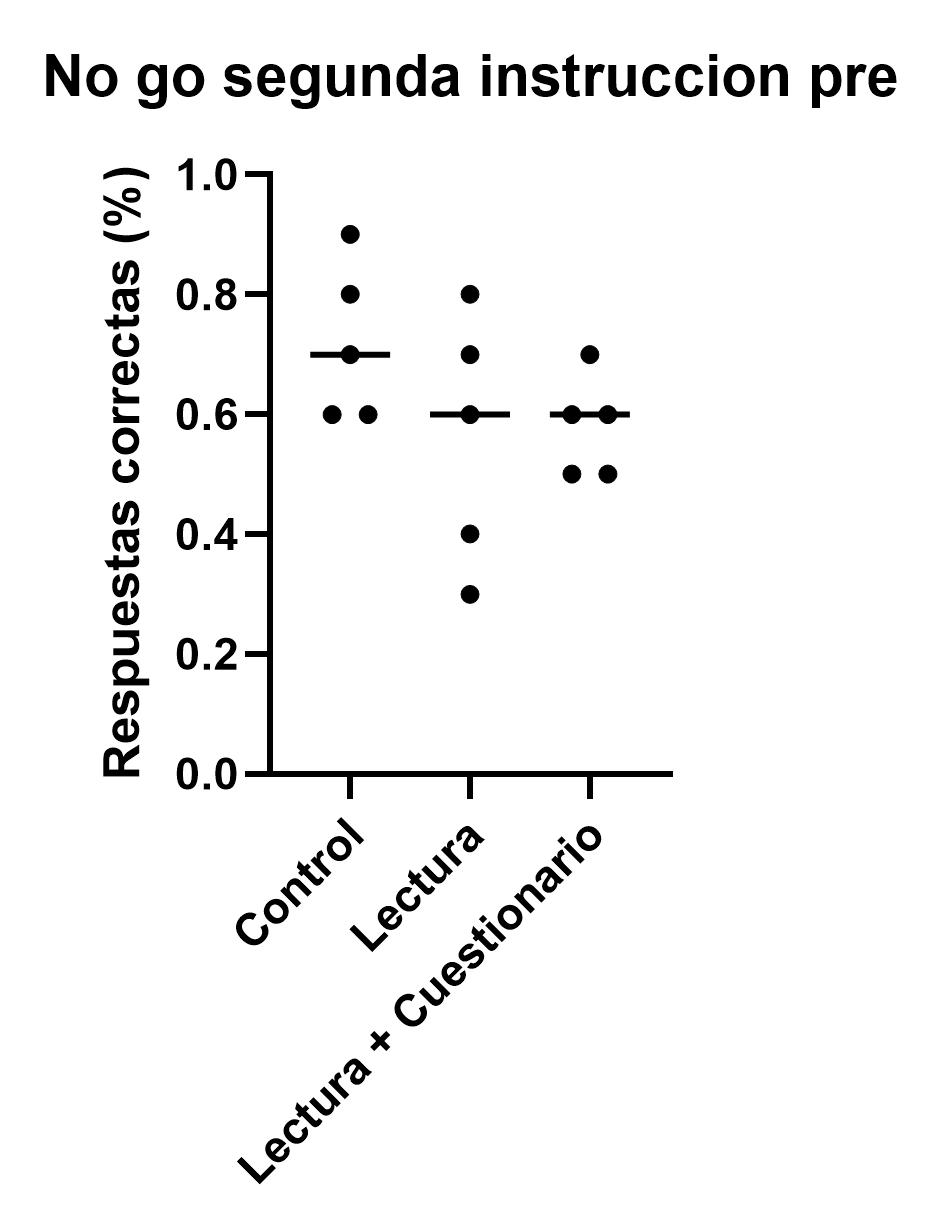 No go segunda instruccion pre
Respuestas correctas (%)
1.0
0.8
0.6
0.4
0.2
0.0
Control
Lectura
Lectura + Cuestionario